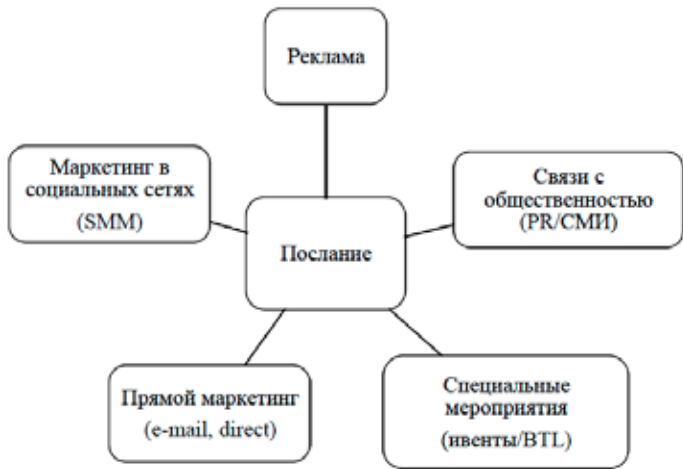 Реклама
Маркетинг в
социальных сетях
(SMM)
Связи с
общественностью
(PR/СМИ)
Послание
Прямой маркетинг
(e-mail, direct)
Специальные
мероприятия
(ивенты/BTL)